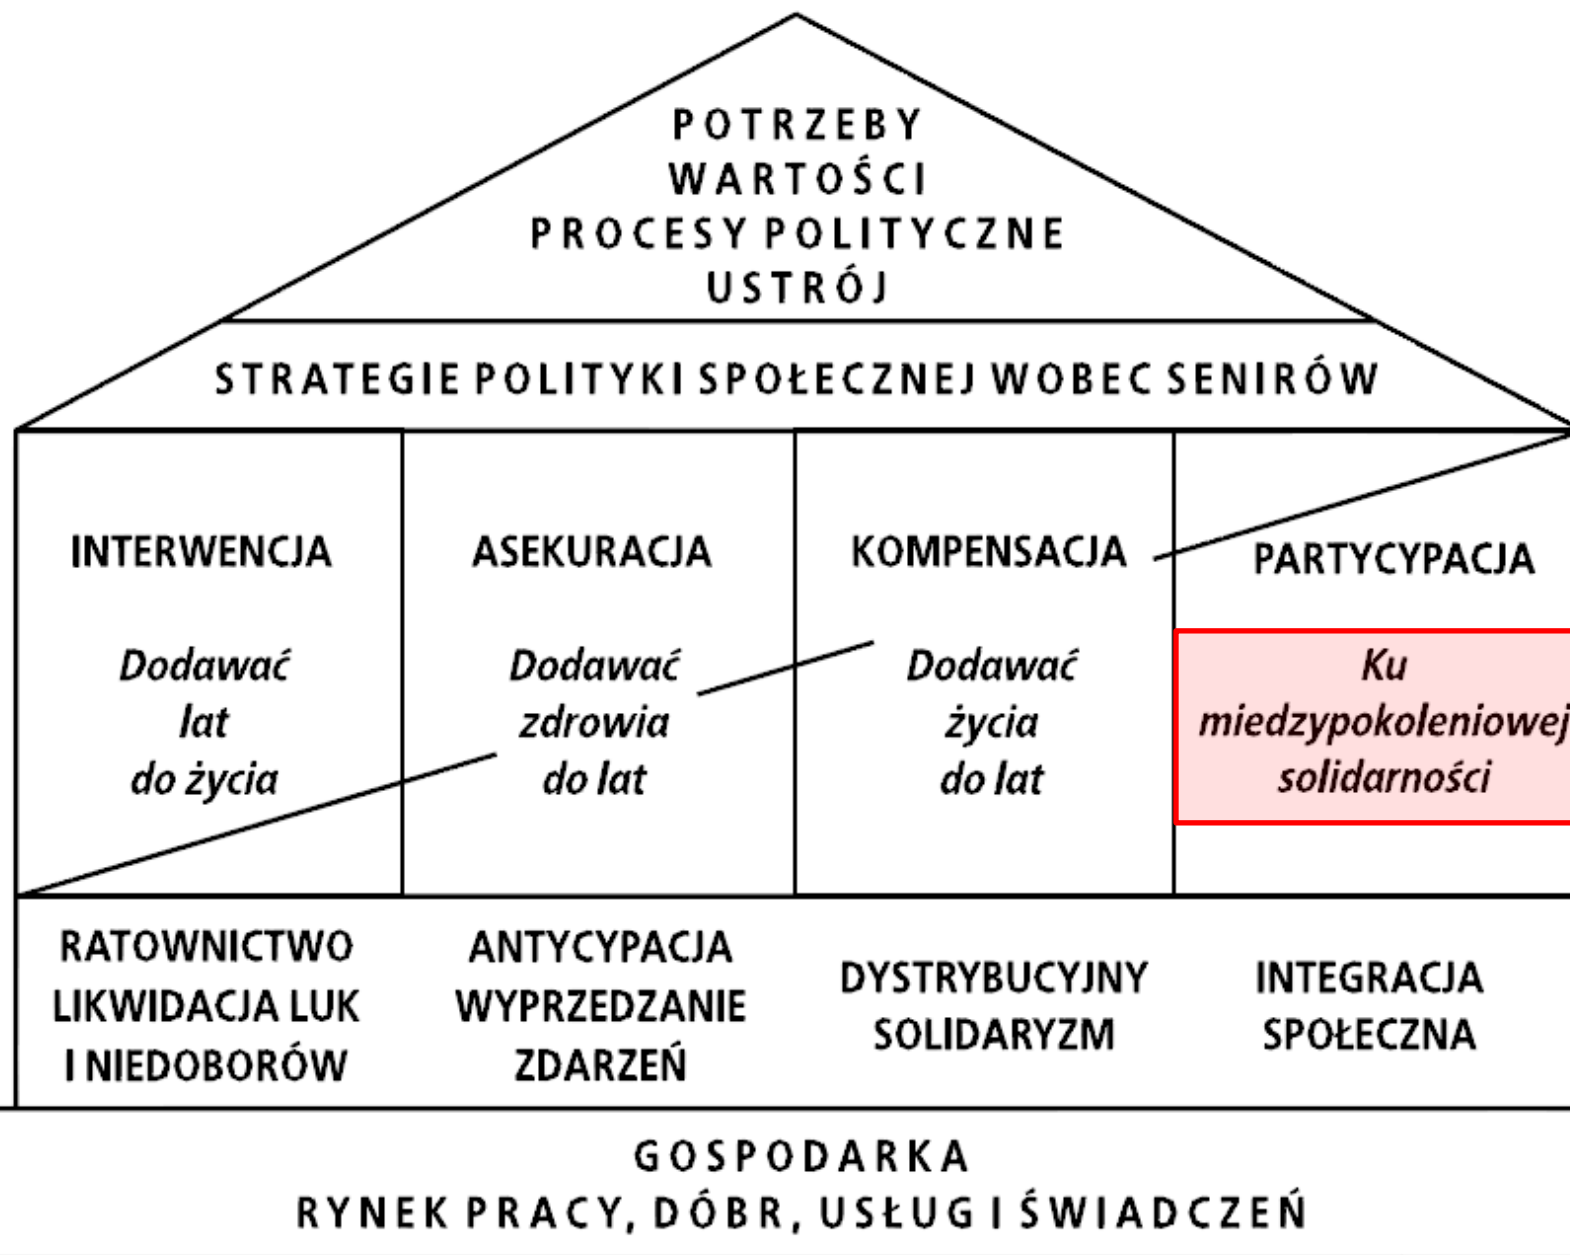 POTRZEBY
WARTOŚCI
PROCESY POLITYCZNE
USTRÓJ
STRATEGIE POLITYKI SPOŁECZNEJ WOBEC SENIRÓW
INTERWENCJA
Dodawać
lat
do życia
ASEKURACJA
Dodawać
zdrowia
do lat
KOMPENSACJA
Dodawać
życia
do lat
PARTYCYPACJA
Ku
miedzypokoleniowej
solidarności
RATOWNICTWO
LIKWIDACJA LUK
I NIEDOBORÓW
ANTYCYPACJA
WYPRZEDZANIE
ZDARZEŃ
DYSTRYBUCYJNY
SOLIDARYZM
INTEGRACJA
SPOŁECZNA
GOSPODARKA
RYNEK PRACY, DÓBR, USŁUG I ŚWIADCZEŃ